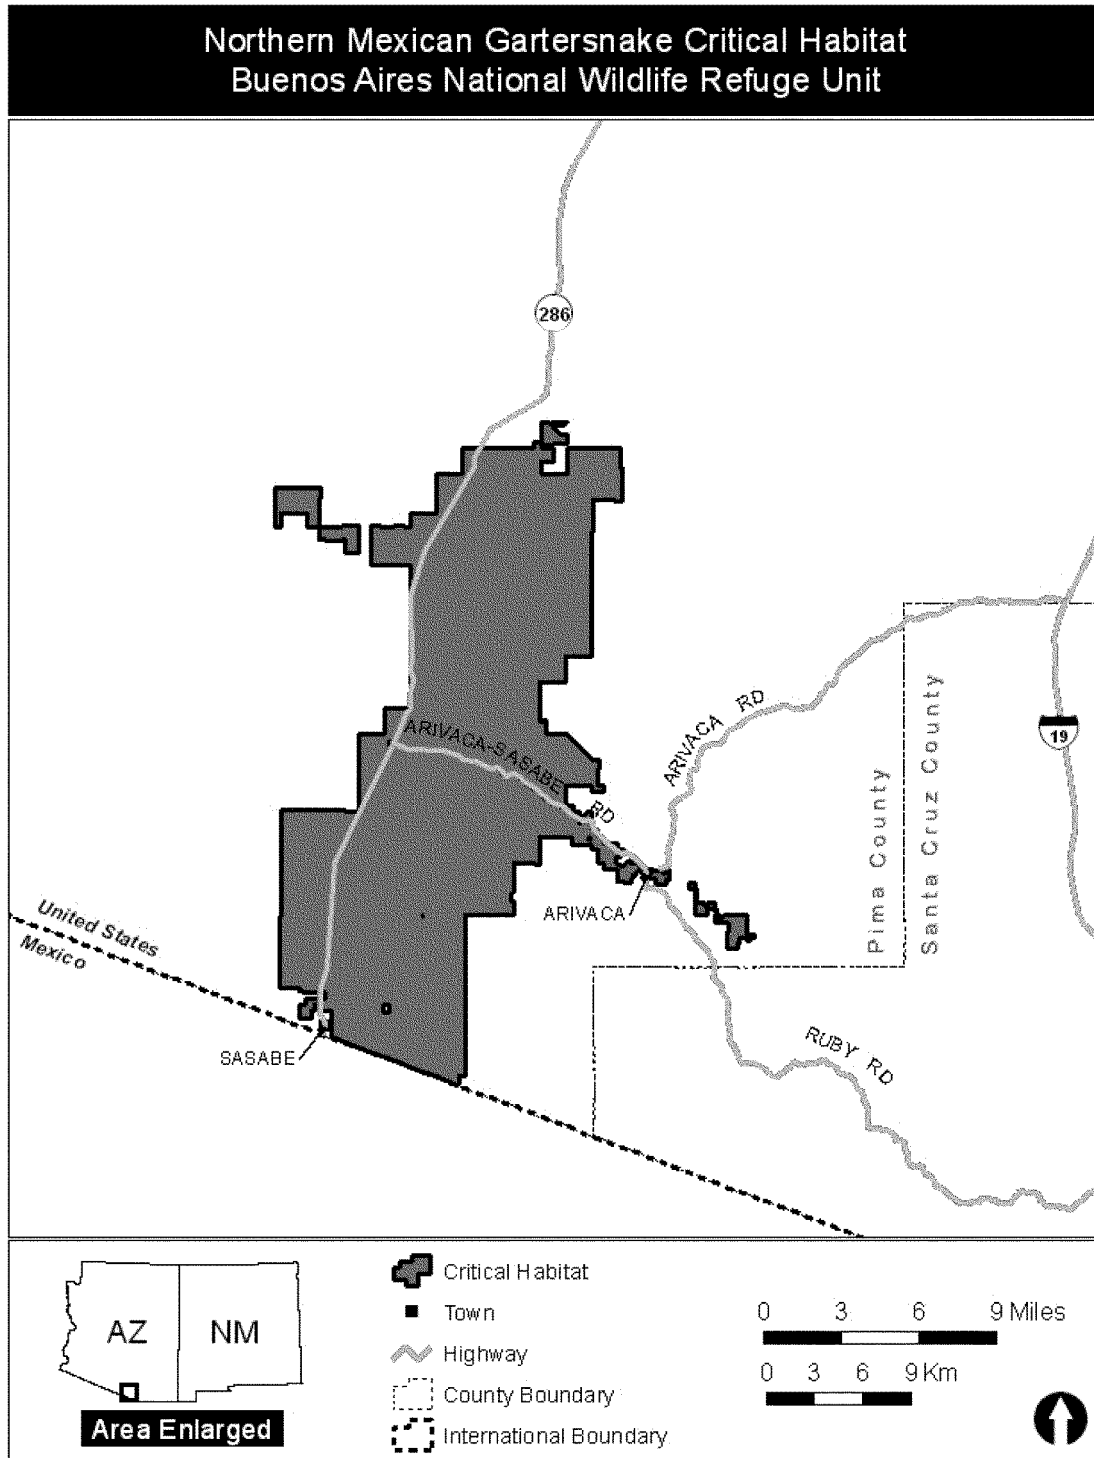 Northern Mexican Gartersnake Critical Habitat
Buenos Aires National Wildlife Refuge Unit
286
ARIVACA RD
19
ARIVACA-SASABE RD
Pima County
Santa Cruz County
ARIVACA
United States
Mexico
SASABE
RUBY RD
AZ
NM
Area Enlarged
Critical Habitat
Town
Highway
County Boundary
International Boundary
0 3 6 9 Miles
0 3 6 9 Km